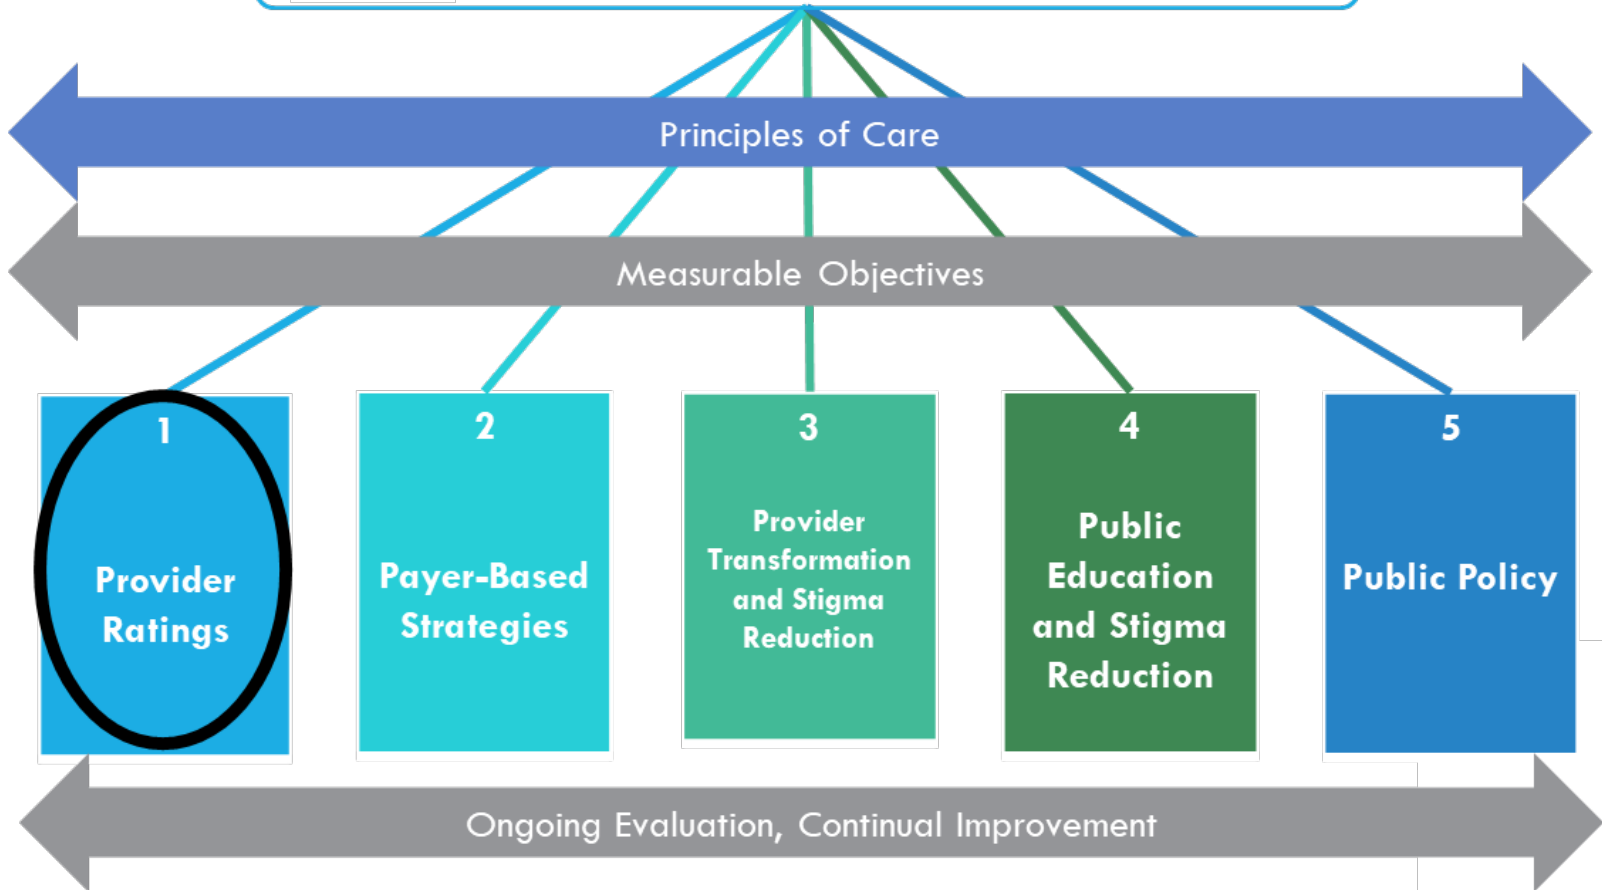 Principles of Care
Measurable Objectives
1
Provider
Ratings
2
Payer-Based
Strategies
3
Provider
Transformation
and Stigma
Reduction
4
Public
Education
and Stigma
Reduction
5
Public Policy
Ongoing Evaluation, Continual Improvement